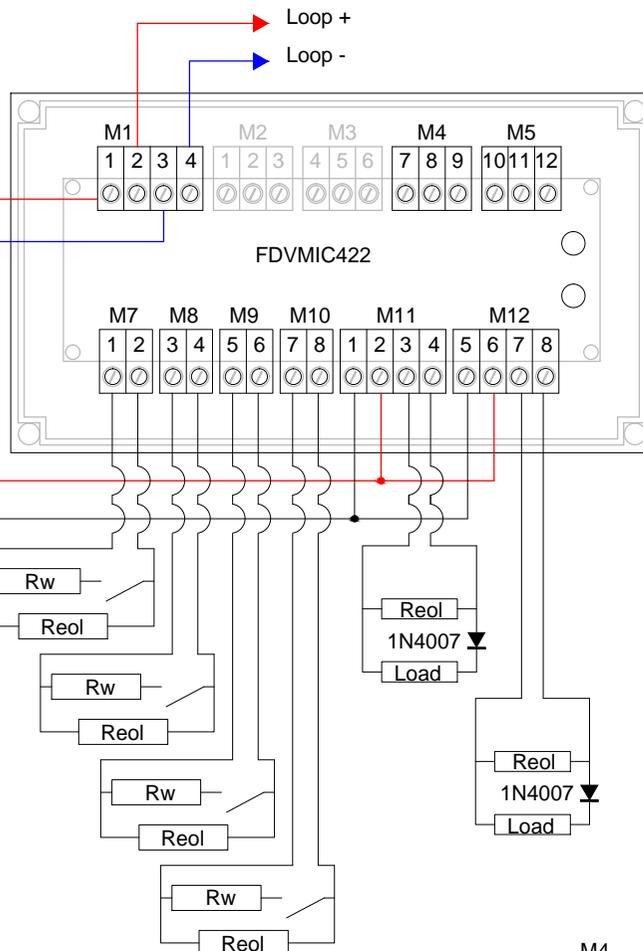 Loop +
Loop -
M1 M2 M3 M4 M5
1 2 3 4 1 2 3 4 5 6 7 8 9 10 11 12
FDVMIC422
M7 M8 M9 M10 M11 M12
1 2 3 4 5 6 7 8 1 2 3 4 5 6 7 8
Rw
Reol
Reol
1N4007
Load
Rw
Reol
Reol
1N4007
Load
Rw
Reol
Rw
Reol
M4